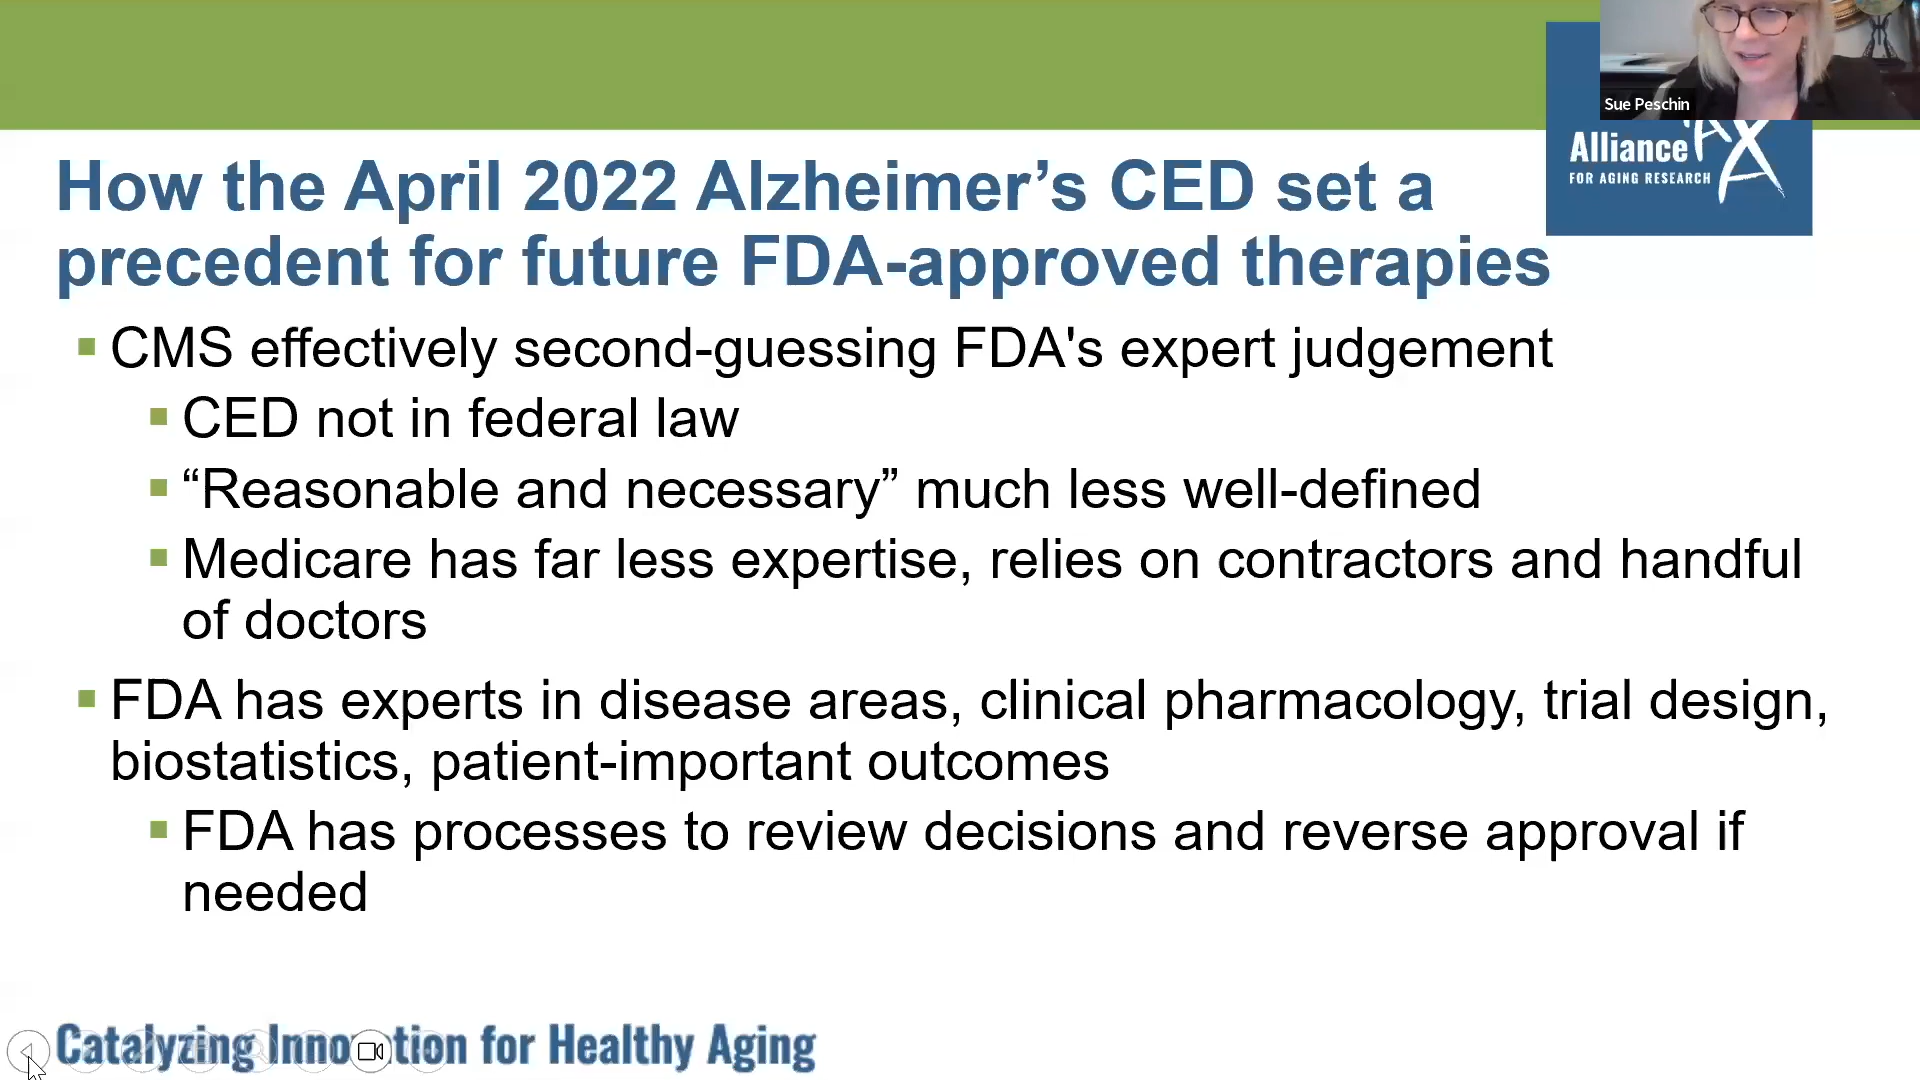 Sue Peschin
Alliance
FOR AGING RESEARCH
How the April 2022 Alzheimer’s CED set a
precedent for future FDA-approved therapies
CMS effectively second-guessing FDA's expert judgement
CED not in federal law
“Reasonable and necessary” much less well-defined
Medicare has far less expertise, relies on contractors and handful
of doctors
FDA has experts in disease areas, clinical pharmacology, trial design,
biostatistics, patient-important outcomes
FDA has processes to review decisions and reverse approval if
needed
Catalyzing Innovation for Healthy Aging